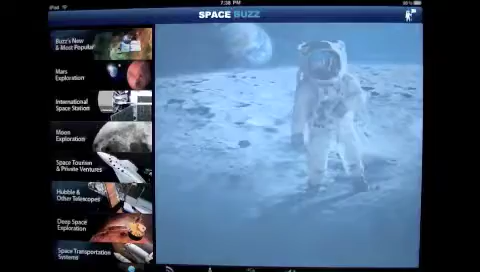 iPad
7:38 PM
SPACE BUZZ
Buzz's New
& Most Popular
Mars
Exploration
International
Space Station
Moon
Exploration
Space Tourism
& Private Ventures
Hubble &
Other Telescopes
Deep Space
Exploration
Space Transportation
Systems